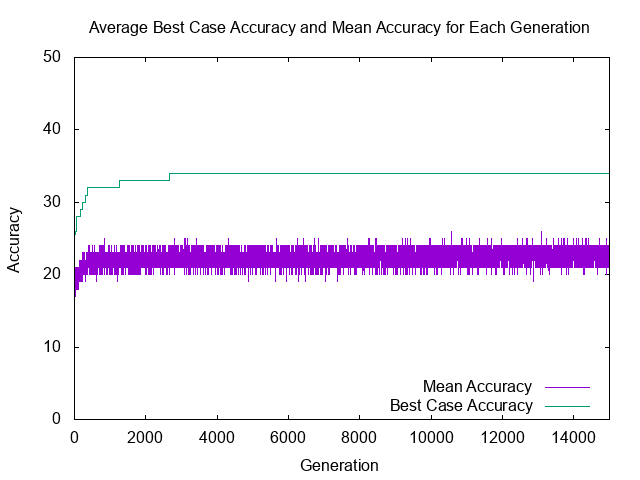 Average Best Case Accuracy and Mean Accuracy for Each Generation
50
40
30
20
10
0
Accuracy
Mean Accuracy
Best Case Accuracy
0 2000 4000 6000 8000 10000 12000 14000
Generation